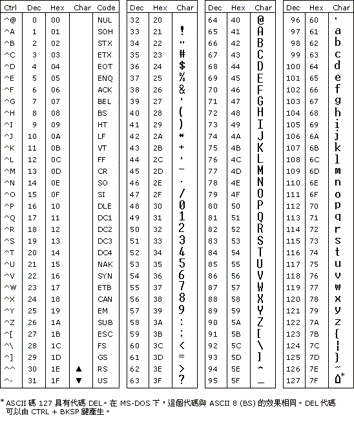 Ctrl Dec Hex Char Code Dec Hex Char Dec Hex Char Dec Hex Char
^@ 0 00 NUL 32 20 64 40 @ 96 60 `
^A 1 01 SOH 33 21 ! 65 41 A 97 61 a
^B 2 02 STX 34 22 " 66 42 B 98 62 b
^C 3 03 ETX 35 23 # 67 43 C 99 63 c
^D 4 04 EOT 36 24 $ 68 44 D 100 64 d
^E 5 05 ENQ 37 25 % 69 45 E 101 65 e
^F 6 06 ACK 38 26 & 70 46 F 102 66 f
^G 7 07 BEL 39 27 ' 71 47 G 103 67 g
^H 8 08 BS 40 28 ( 72 48 H 104 68 h
^I 9 09 HT 41 29 ) 73 49 I 105 69 i
^J 10 0A LF 42 2A * 74 4A J 106 6A j
^K 11 0B VT 43 2B + 75 4B K 107 6B k
^L 12 0C FF 44 2C , 76 4C L 108 6C l
^M 13 0D CR 45 2D - 77 4D M 109 6D m
^N 14 0E SO 46 2E . 78 4E N 110 6E n
^O 15 0F SI 47 2F / 79 4F O 111 6F o
^P 16 10 DLE 48 30 0 80 50 P 112 70 p
^Q 17 11 DC1 49 31 1 81 51 Q 113 71 q
^R 18 12 DC2 50 32 2 82 52 R 114 72 r
^S 19 13 DC3 51 33 3 83 53 S 115 73 s
^T 20 14 DC4 52 34 4 84 54 T 116 74 t
^U 21 15 NAK 53 35 5 85 55 U 117 75 u
^V 22 16 SYN 54 36 6 86 56 V 118 76 v
^W 23 17 ETB 55 37 7 87 57 W 119 77 w
^X 24 18 CAN 56 38 8 88 58 X 120 78 x
^Y 25 19 EM 57 39 9 89 59 Y 121 79 y
^Z 26 1A SUB 58 3A : 90 5A Z 122 7A z
^[ 27 1B ESC 59 3B ; 91 5B [ 123 7B {
^\ 28 1C FS 60 3C < 92 5C \ 124 7C ¦
^] 29 1D GS 61 3D = 93 5D ] 125 7D }
^^ 30 1E ▲ RS 62 3E > 94 5E ^ 126 7E ~
^- 31 1F ▼ US 63 3F ? 95 5F _ 127 7F Δ*
* ASCII 碼 127 具有代碼 DEL。在 MS-DOS 下，這個代碼與 ASCII 8 (BS) 的效果相同。DEL 代碼
可以由 CTRL + BKSP 鍵產生。